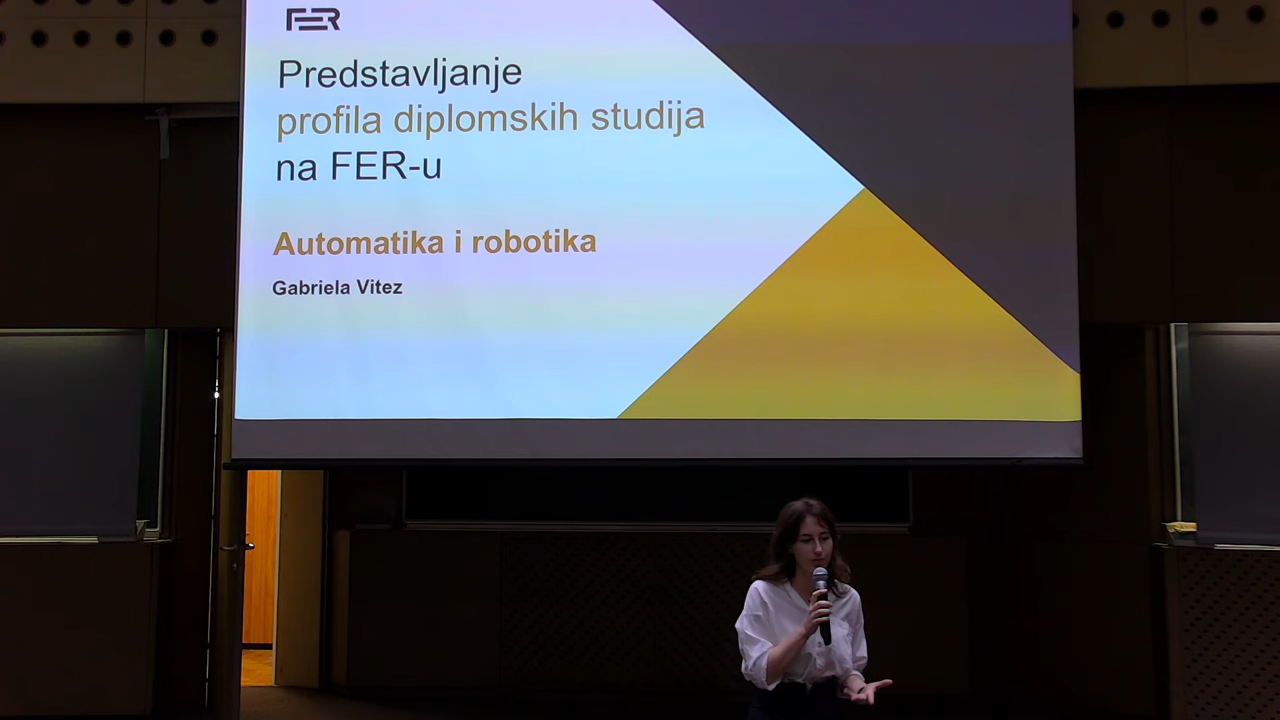 FER
Predstavljanje
profila diplomskih studija
na FER-u
Automatika i robotika
Gabriela Vitez